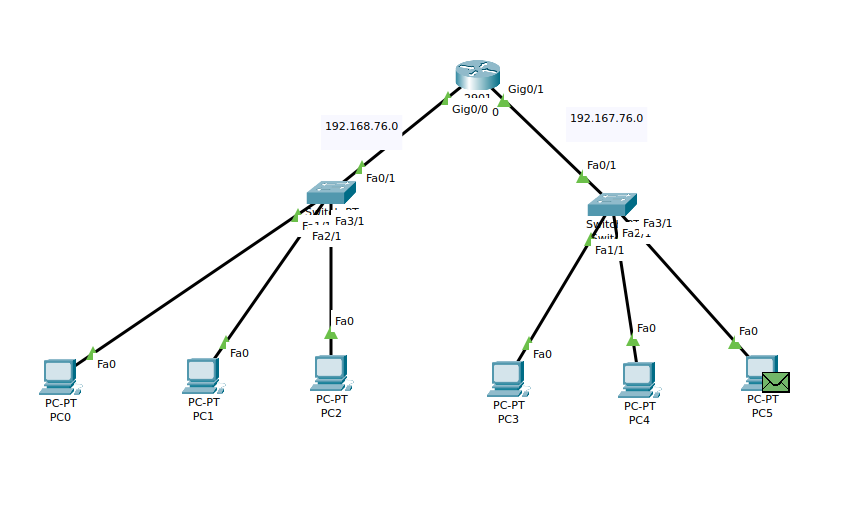 Gig0/1
2901
Gig0/0
0
192.168.76.0
192.167.76.0
Fa0/1
Fa0/1
Fa3/1
Fa2/1
Fa3/1
Fa2/1
Fa1/1
Fa0
Fa0
Fa0
Fa0
Fa0
Fa0
PC-PT
PC0
PC-PT
PC1
PC-PT
PC2
PC-PT
PC3
PC-PT
PC4
PC-PT
PC5